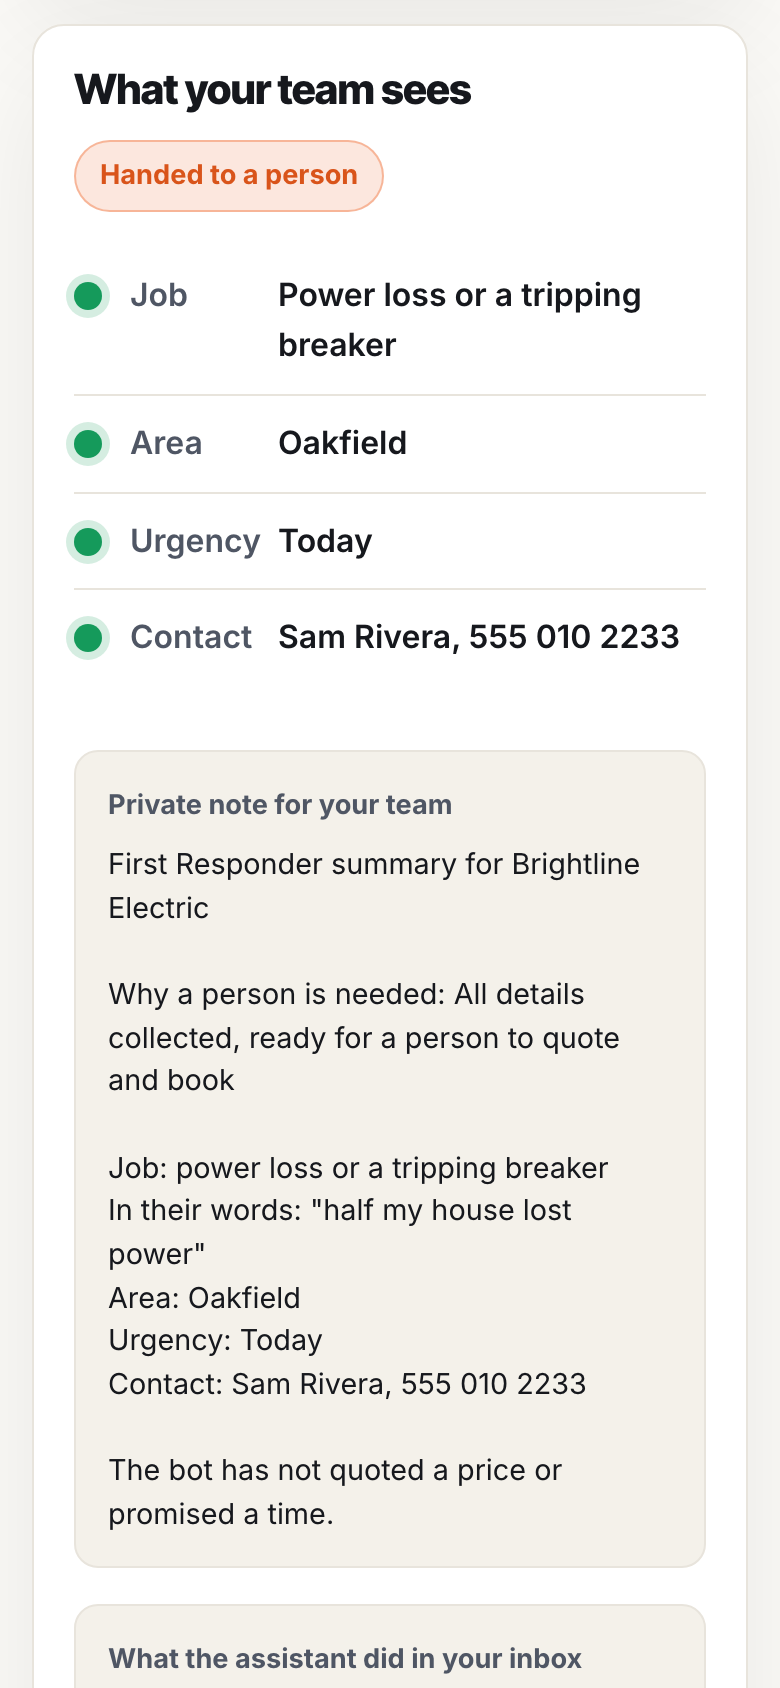 What your team sees
Handed to a person
Job Power loss or a tripping
breaker
Area Oakfield
Urgency Today
Contact Sam Rivera, 555 010 2233
Private note for your team
First Responder summary for Brightline
Electric
Why a person is needed: All details
collected, ready for a person to quote
and book
Job: power loss or a tripping breaker
In their words: "half my house lost
power"
Area: Oakfield
Urgency: Today
Contact: Sam Rivera, 555 010 2233
The bot has not quoted a price or
promised a time.
What the assistant did in your inbox